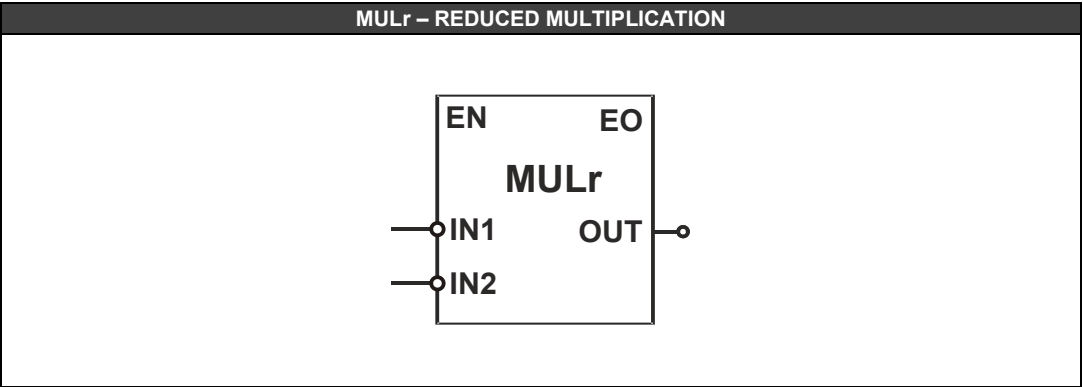 MULr – REDUCED MULTIPLICATION
EN EO
MULr
IN1 OUT
IN2